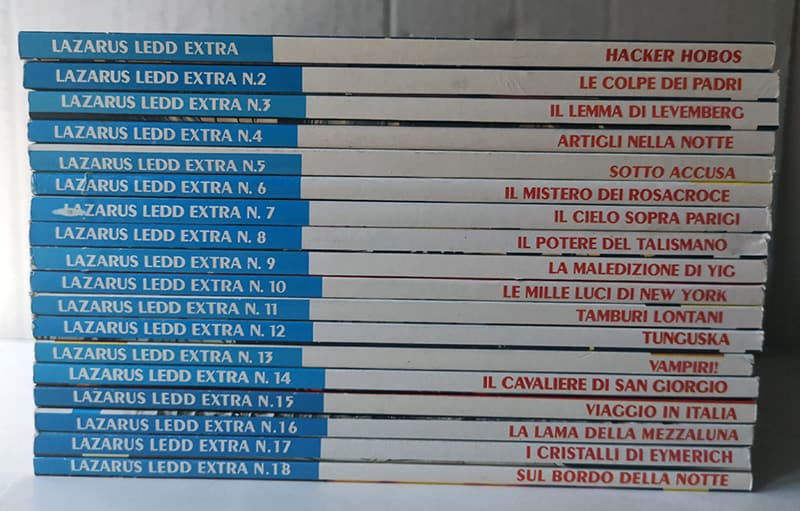 LAZARUS LEDD EXTRA HACKER HOBOS
LAZARUS LEDD EXTRA N.2 LE COLPE DEI PADRI
LAZARUS LEDD EXTRA N.3 IL LEMMA DI LEVEMBERG
LAZARUS LEDD EXTRA N.4 ARTIGLI NELLA NOTTE
LAZARUS LEDD EXTRA N.5 SOTTO ACCUSA
LAZARUS LEDD EXTRA N. 6 IL MISTERO DEI ROSACROCE
LAZARUS LEDD EXTRA N. 7 IL CIELO SOPRA PARIGI
LAZARUS LEDD EXTRA N. 8 IL POTERE DEL TALISMANO
LAZARUS LEDD EXTRA N. 9 LA MALEDIZIONE DI YIG
LAZARUS LEDD EXTRA N. 10 LE MILLE LUCI DI NEW YORK
LAZARUS LEDD EXTRA N. 11 TAMBURI LONTANI
LAZARUS LEDD EXTRA N. 12 TUNGUSKA
LAZARUS LEDD EXTRA N. 13 VAMPIRI!
LAZARUS LEDD EXTRA N. 14 IL CAVALIERE DI SAN GIORGIO
LAZARUS LEDD EXTRA N.15 VIAGGIO IN ITALIA
LAZARUS LEDD EXTRA N.16 LA LAMA DELLA MEZZALUNA
LAZARUS LEDD EXTRA N.17 I CRISTALLI DI EYMERICH
LAZARUS LEDD EXTRA N.18 SUL BORDO DELLA NOTTE